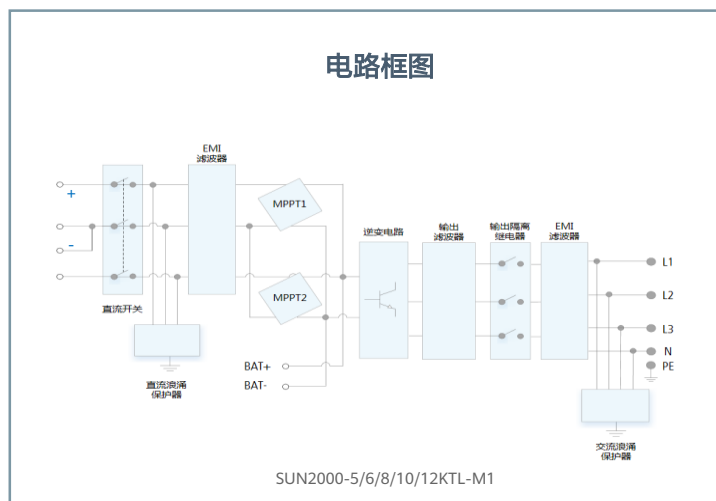 电路框图
EMI
滤波器
+
-
直流开关
直流浪涌
保护器
MPPT1
MPPT2
BAT+
BAT-
逆变电路
输出
滤波器
输出隔离
继电器
EMI
滤波器
L1
L2
L3
N
PE
交流浪涌
保护器
SUN2000-5/6/8/10/12KTL-M1